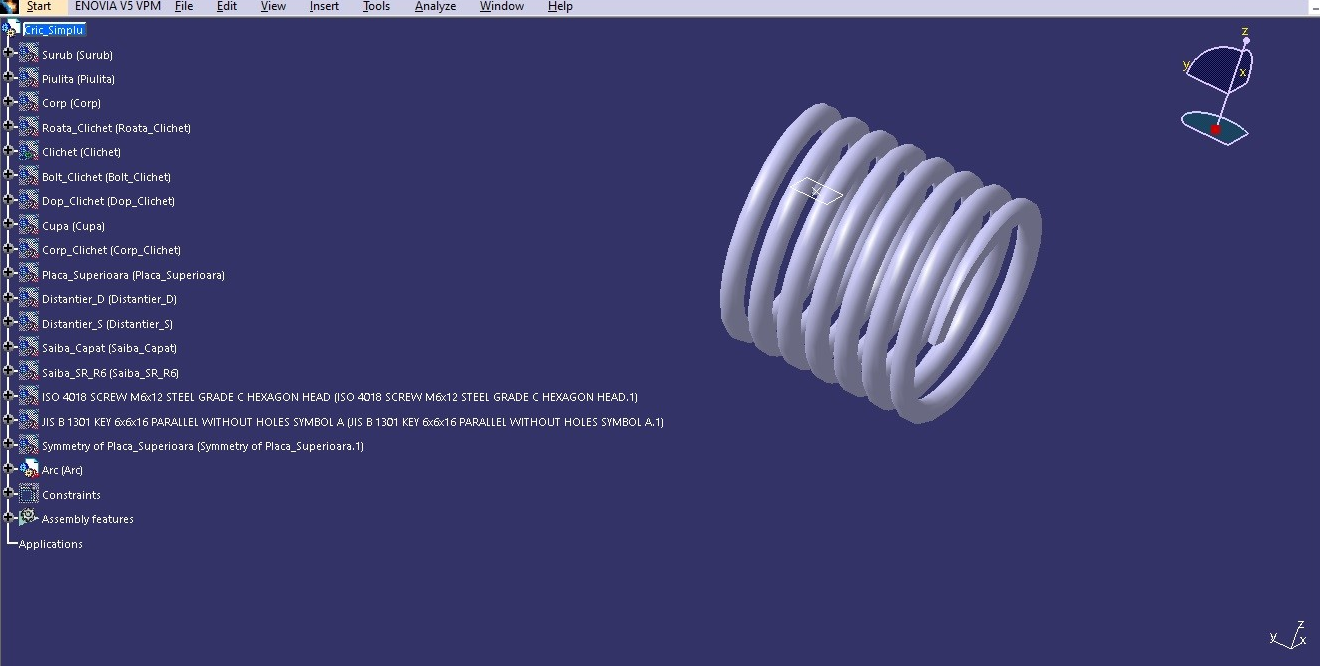 Start ENOVIA V5 VPM File Edit View Insert Tools Analyze Window Help
Cric_Simplu
Surub (Surub)
Piulita (Piulita)
Corp (Corp)
Roata_Clichet (Roata_Clichet)
Clichet (Clichet)
Bolt_Clichet (Bolt_Clichet)
Dop_Clichet (Dop_Clichet)
Cupa (Cupa)
Corp_Clichet (Corp_Clichet)
Placa_Superioara (Placa_Superioara)
Distantier_D (Distantier_D)
Distantier_S (Distantier_S)
Saiba_Capat (Saiba_Capat)
Saiba_SR_R6 (Saiba_SR_R6)
ISO 4018 SCREW M6x12 STEEL GRADE C HEXAGON HEAD (ISO 4018 SCREW M6x12 STEEL GRADE C HEXAGON HEAD.1)
JIS B 1301 KEY 6x6x16 PARALLEL WITHOUT HOLES SYMBOL A (JIS B 1301 KEY 6x6x16 PARALLEL WITHOUT HOLES SYMBOL A.1)
Symmetry of Placa_Superioara (Symmetry of Placa_Superioara.1)
Arc (Arc)
Constraints
Assembly features
Applications
z
y
x
z
y
x